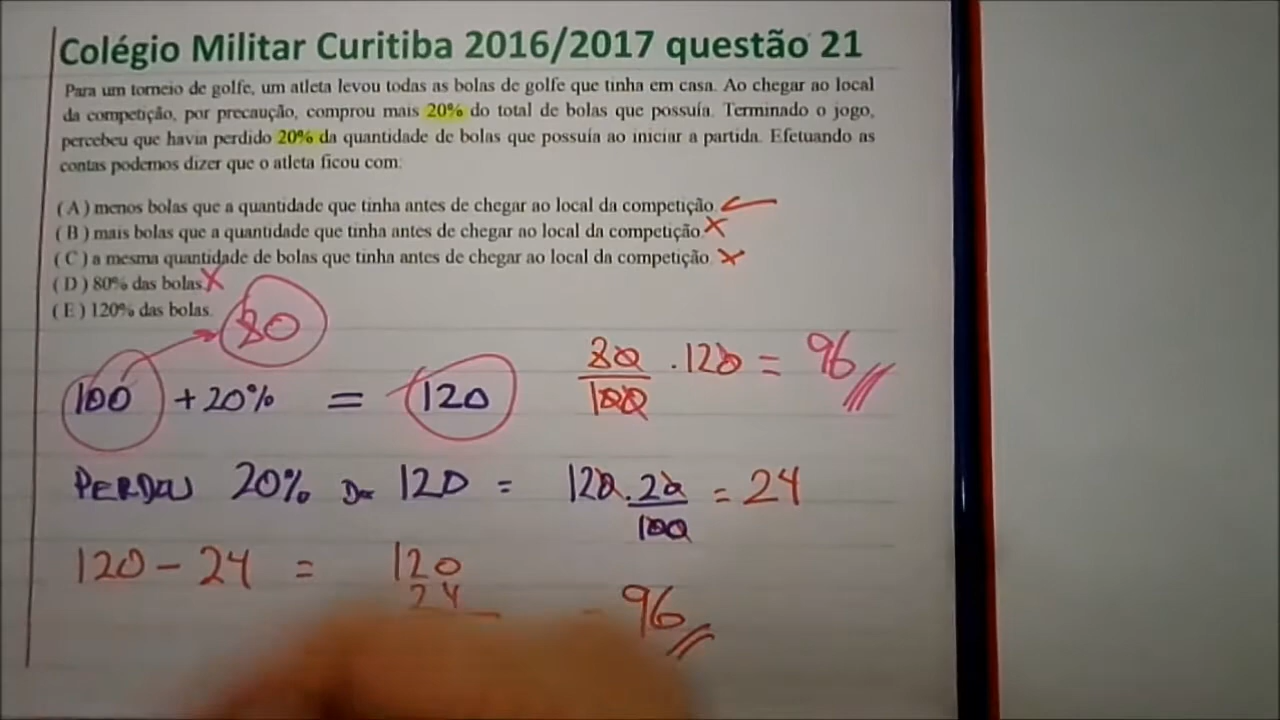 Colégio Militar Curitiba 2016/2017 questão 21
Para um torneio de golfe, um atleta levou todas as bolas de golfe que tinha em casa. Ao chegar ao local
da competição, por precaução, comprou mais 20% do total de bolas que possuía. Terminado o jogo,
percebeu que havia perdido 20% da quantidade de bolas que possuía ao iniciar a partida. Efetuando as
contas podemos dizer que o atleta ficou com:
( A ) menos bolas que a quantidade que tinha antes de chegar ao local da competição.
( B ) mais bolas que a quantidade que tinha antes de chegar ao local da competição.
( C ) a mesma quantidade de bolas que tinha antes de chegar ao local da competição.
( D ) 80% das bolas.
( E ) 120% das bolas.
80
100 + 20% = 120
80/100 . 120 = 96
PERDEU 20% DE 120 = 120 . 20/100 = 24
120 - 24 = 120
24
96